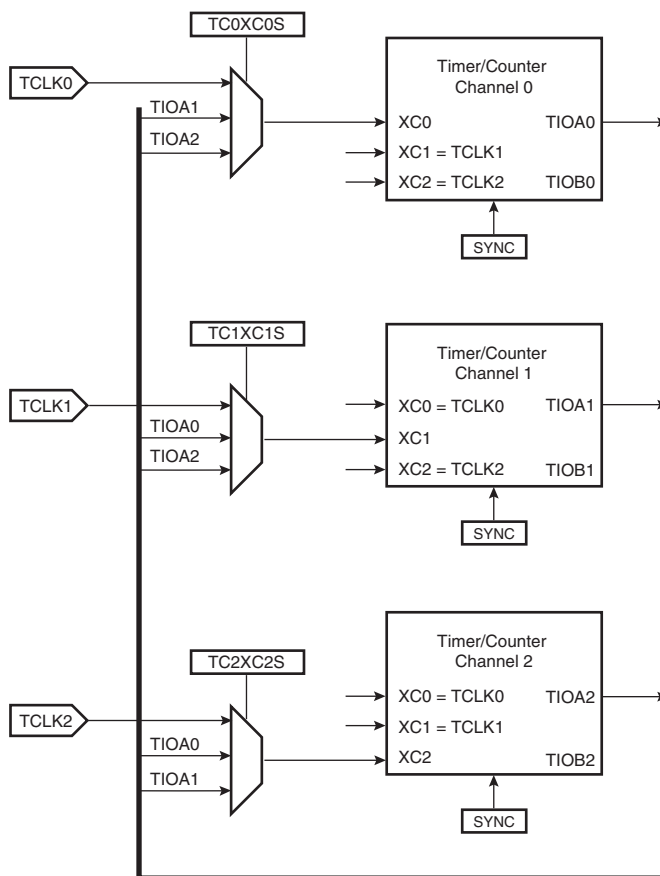 TC0XC0S
TCLK0
TIOA1
TIOA2
Timer/Counter
Channel 0
XC0
TIOA0
XC1 = TCLK1
XC2 = TCLK2
TIOB0
SYNC
TC1XC1S
TCLK1
TIOA0
TIOA2
Timer/Counter
Channel 1
XC0 = TCLK0
TIOA1
XC1
XC2 = TCLK2
TIOB1
SYNC
TC2XC2S
TCLK2
TIOA0
TIOA1
Timer/Counter
Channel 2
XC0 = TCLK0
TIOA2
XC1 = TCLK1
XC2
TIOB2
SYNC